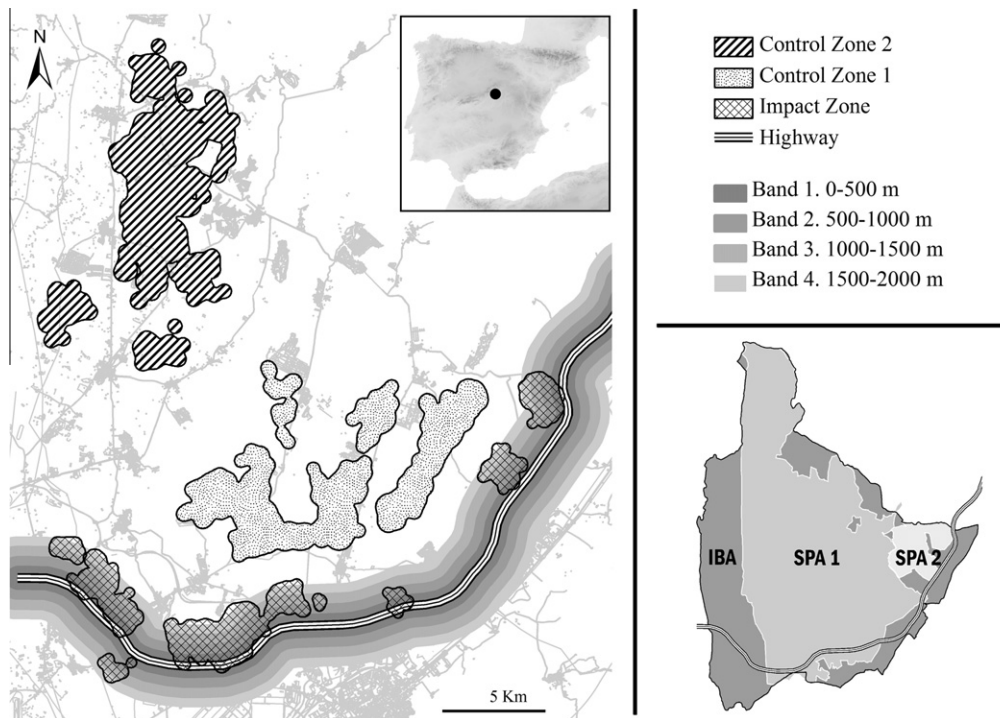 N
5 Km
Control Zone 2
Control Zone 1
Impact Zone
Highway
Band 1. 0-500 m
Band 2. 500-1000 m
Band 3. 1000-1500 m
Band 4. 1500-2000 m
IBA
SPA 1
SPA 2